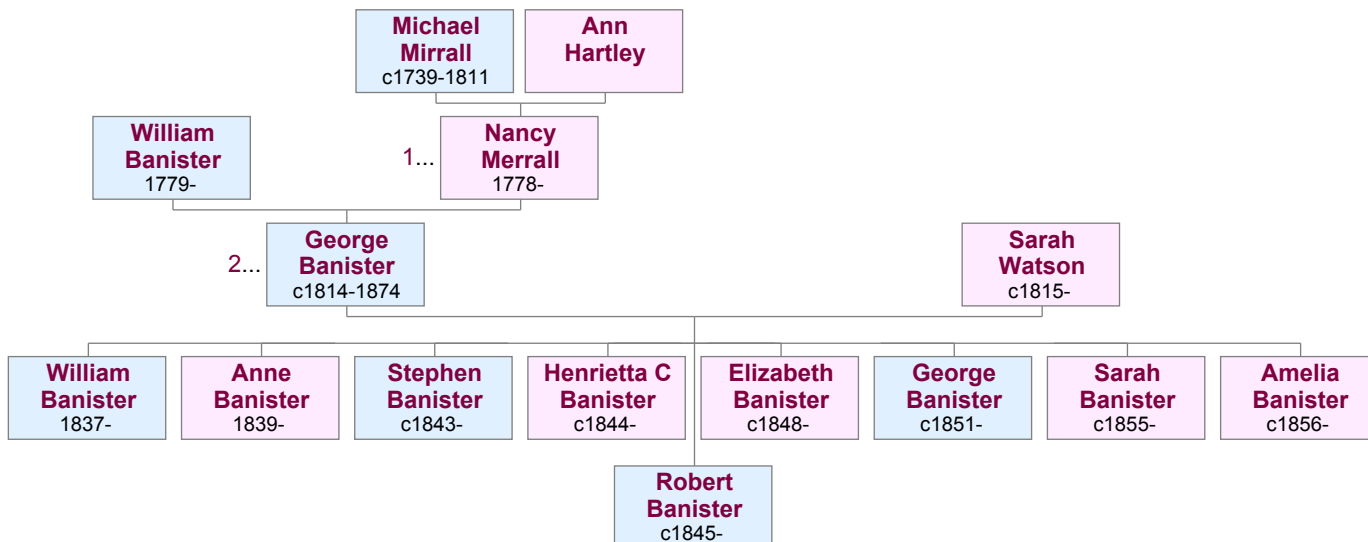 Michael
Mirrall
c1739-1811
Ann
Hartley
William
Banister
1779-
1...
Nancy
Merrall
1778-
2...
George
Banister
c1814-1874
Sarah
Watson
c1815-
William
Banister
1837-
Anne
Banister
1839-
Stephen
Banister
c1843-
Henrietta C
Banister
c1844-
Elizabeth
Banister
c1848-
George
Banister
c1851-
Sarah
Banister
c1855-
Amelia
Banister
c1856-
Robert
Banister
c1845-